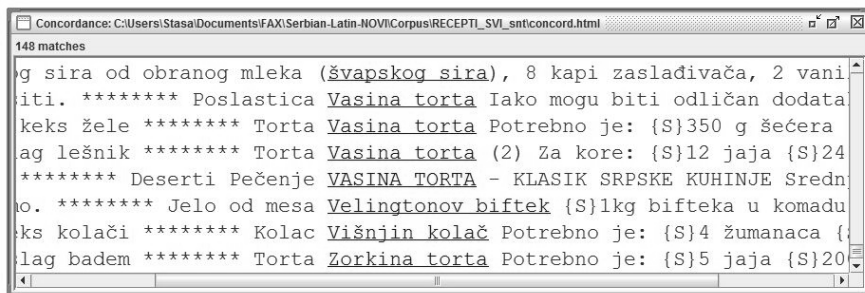 Concordance: C:\Users\Stasa\Documents\FAX\Serbian-Latin-NOVI\Corpus\RECEPTI_SVI_snt\concord.html
148 matches
og sira od obranog mleka (švapskog sira), 8 kapi zaslađivača, 2 vani
iti. ******** Poslastica Vasina torta Iako mogu biti odličan dodatal
keks žele ******** Torta Vasina torta Potrebno je: {S}350 g šećera
lag lešnik ******** Torta Vasina torta (2) Za kore: {S}12 jaja {S}24
******** Deserti Pečenje VASINA TORTA - KLASIK SRPSKE KUHINJE Sredn
no. ******** Jelo od mesa Velingtonov biftek {S}1kg bifteka u komadu
eks kolači ******** Kolac Višnjin kolač Potrebno je: {S}4 žumanaca {
lag badem ******** Torta Zorkina torta Potrebno je: {S}5 jaja {S}20